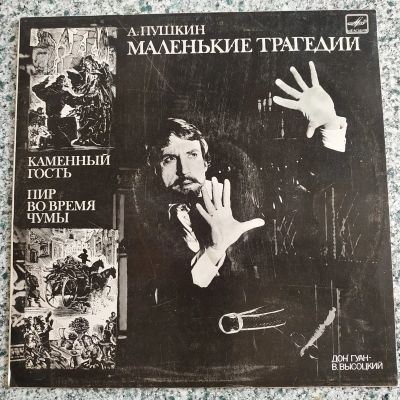 А. ПУШКИН
МАЛЕНЬКИЕ ТРАГЕДИИ
КАМЕННЫЙ
ГОСТЬ
ПИР
ВО ВРЕМЯ
ЧУМЫ
ДОН ГУАН-
В. ВЫСОЦКИЙ